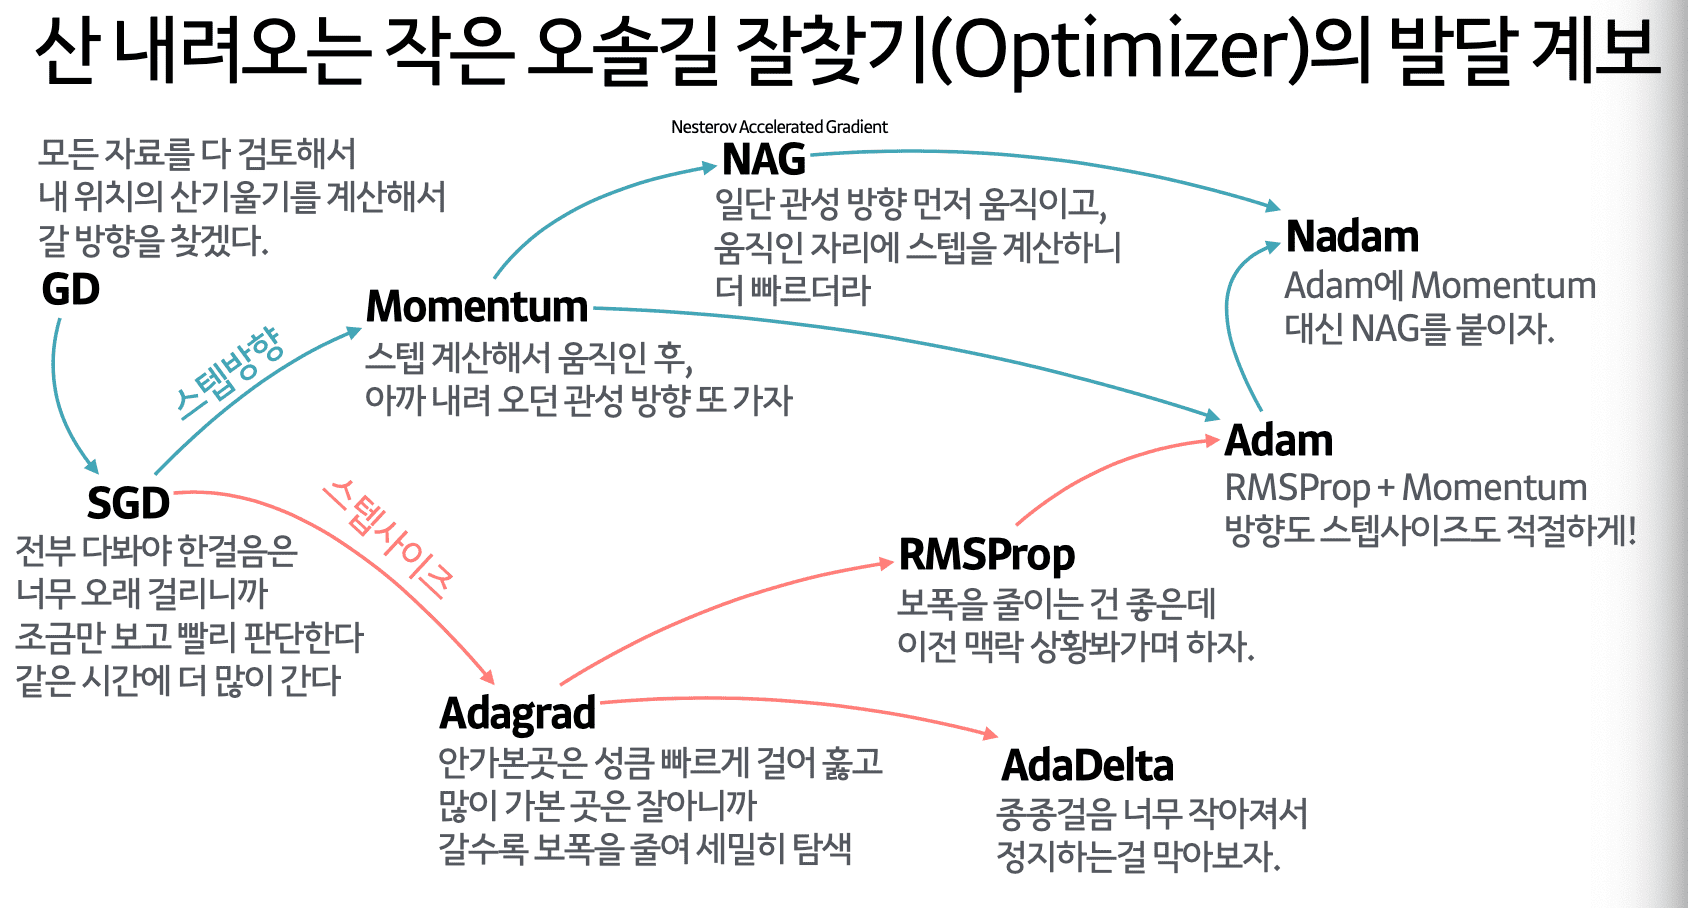 산 내려오는 작은 오솔길 잘찾기(Optimizer)의 발달 계보
모든 자료를 다 검토해서
내 위치의 산기울기를 계산해서
갈 방향을 찾겠다.
GD
스텝방향
SGD
전부 다봐야 한걸음은
너무 오래 걸리니까
조금만 보고 빨리 판단한다
같은 시간에 더 많이 간다
Momentum
스텝 계산해서 움직인 후,
아까 내려 오던 관성 방향 또 가자
Nesterov Accelerated Gradient
NAG
일단 관성 방향 먼저 움직이고,
움직인 자리에 스텝을 계산하니
더 빠르더라
Nadam
Adam에 Momentum
대신 NAG를 붙이자.
Adam
RMSProp + Momentum
방향도 스텝사이즈도 적절하게!
스텝사이즈
RMSProp
보폭을 줄이는 건 좋은데
이전 맥락 상황봐가며 하자.
Adagrad
안가본곳은 성큼 빠르게 걸어 훓고
많이 가본 곳은 잘아니까
갈수록 보폭을 줄여 세밀히 탐색
AdaDelta
종종걸음 너무 작아져서
정지하는걸 막아보자.